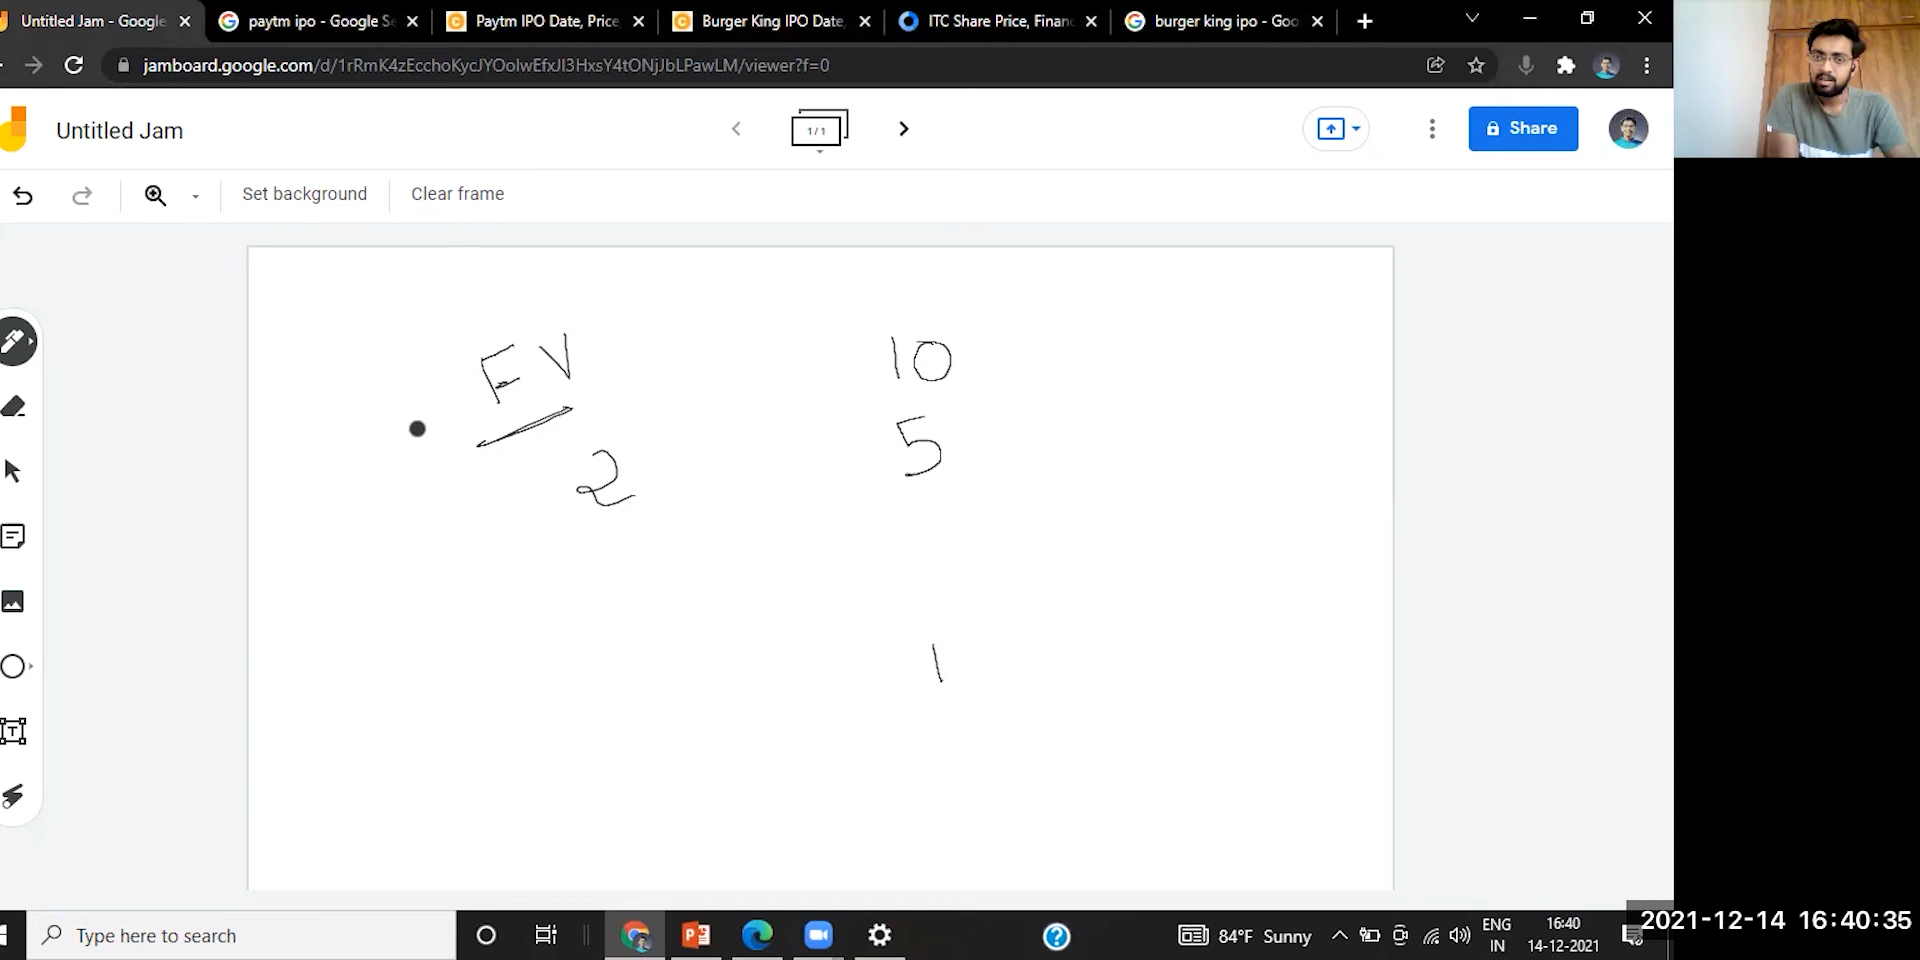 Untitled Jam - Google
paytm ipo - Google Se
Paytm IPO Date, Price,
Burger King IPO Date,
ITC Share Price, Financ
burger king ipo - Goo
jamboard.google.com/d/1rRmK4zEcchoKycJYOolwEfxJI3HxsY4tONjJbLPawLM/viewer?f=0
Untitled Jam
1/1
Share
Set background
Clear frame
FV
10
5
2
1
Type here to search
84°F Sunny
ENG
IN
16:40
14-12-2021
2021-12-14 16:40:35